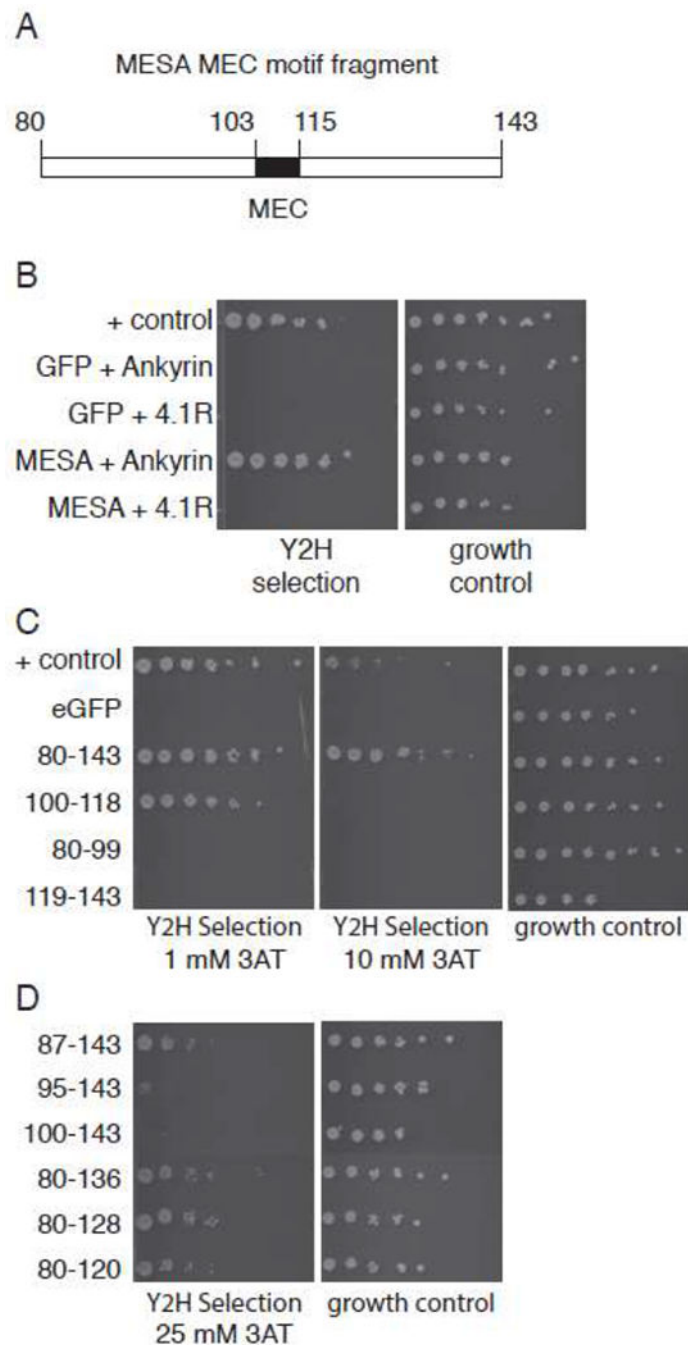 A
MESA MEC motif fragment
80 103 115 143
MEC
B
+ control
GFP + Ankyrin
GFP + 4.1R
MESA + Ankyrin
MESA + 4.1R
Y2H selection
growth control
C
+ control
eGFP
80-143
100-118
80-99
119-143
Y2H Selection 1 mM 3AT
Y2H Selection 10 mM 3AT
growth control
D
87-143
95-143
100-143
80-136
80-128
80-120
Y2H Selection 25 mM 3AT
growth control